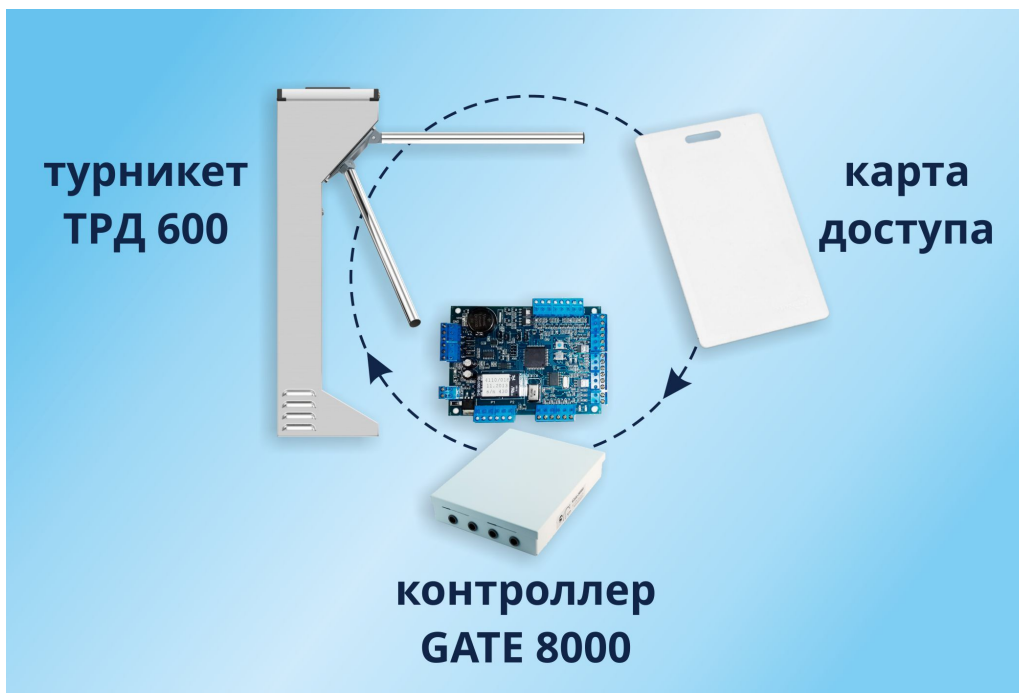 турникет
ТРД 600
карта
доступа
контроллер
GATE 8000